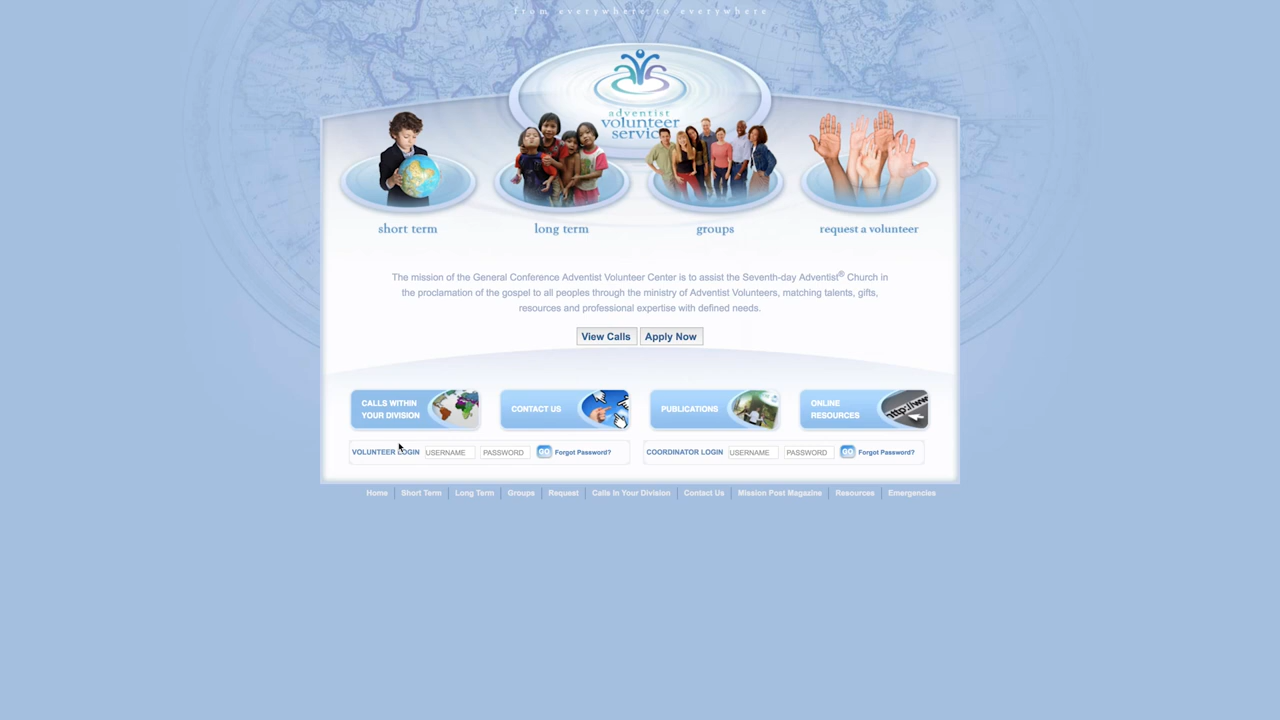 from everywhere to everywhere
adventist
volunteer
service
short term
long term
groups
request a volunteer
The mission of the General Conference Adventist Volunteer Center is to assist the Seventh-day Adventist® Church in
the proclamation of the gospel to all peoples through the ministry of Adventist Volunteers, matching talents, gifts,
resources and professional expertise with defined needs.
View Calls Apply Now
CALLS WITHIN
YOUR DIVISION
CONTACT US
PUBLICATIONS
ONLINE
RESOURCES
http://www
VOLUNTEER LOGIN USERNAME PASSWORD GO Forgot Password?
COORDINATOR LOGIN USERNAME PASSWORD GO Forgot Password?
Home Short Term Long Term Groups Request Calls In Your Division Contact Us Mission Post Magazine Resources Emergencies